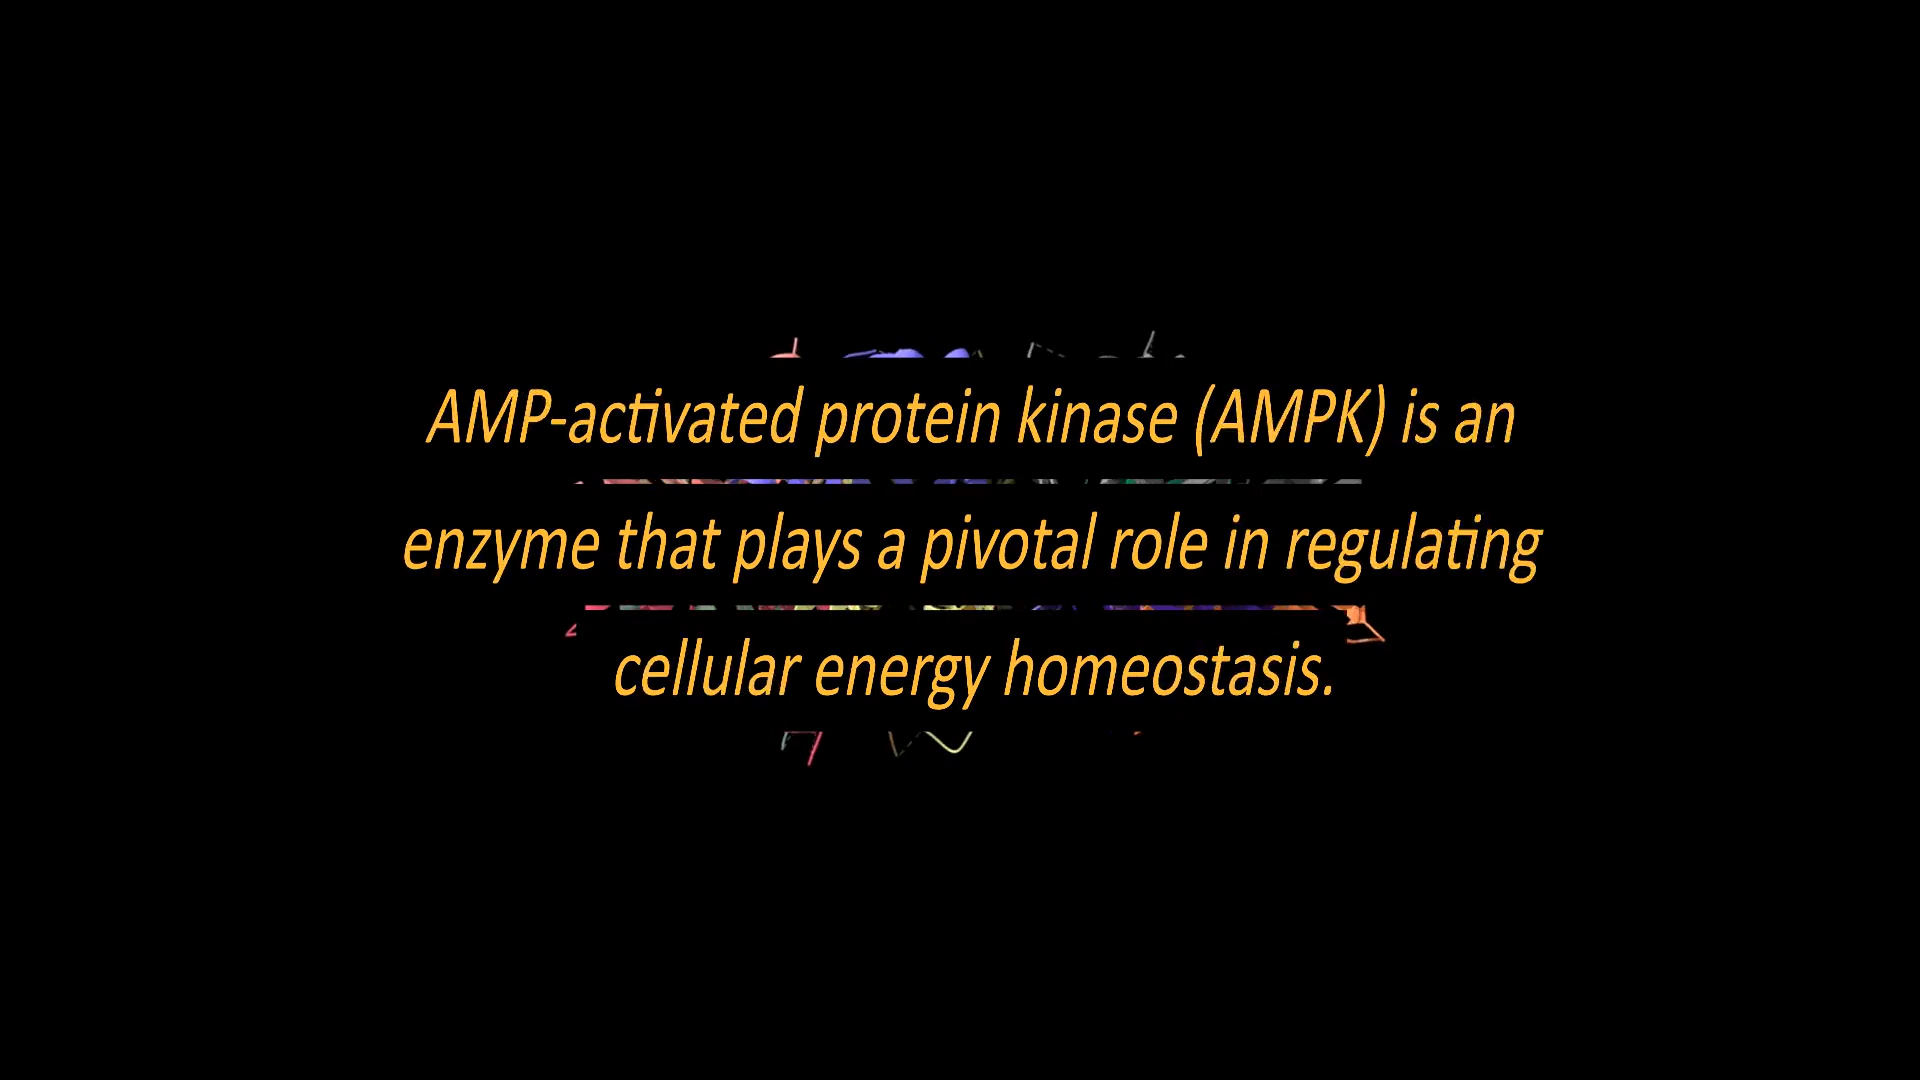 AMP-activated protein kinase (AMPK) is an
enzyme that plays a pivotal role in regulating
cellular energy homeostasis.